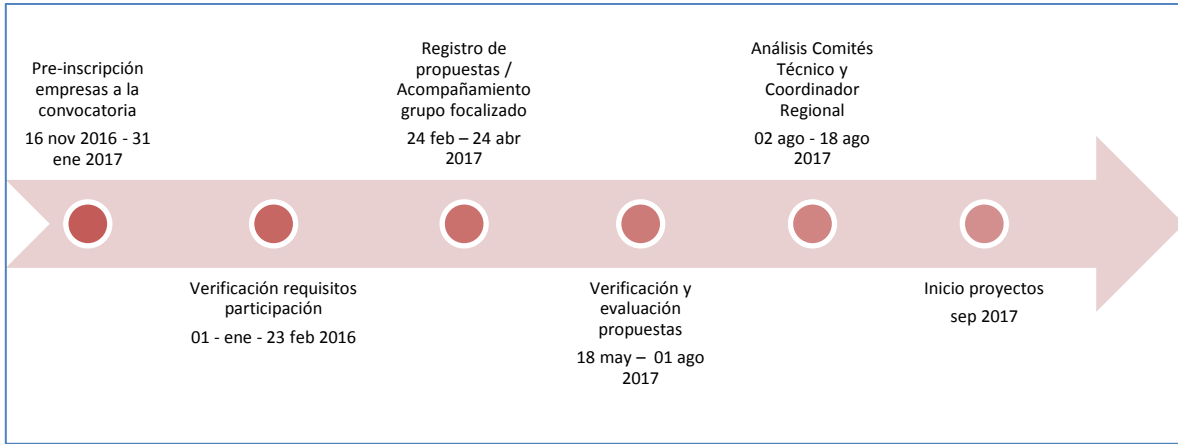 Pre-inscripción
empresas a la
convocatoria
16 nov 2016 - 31
ene 2017
Verificación requisitos
participación
01 - ene - 23 feb 2016
Registro de
propuestas /
Acompañamiento
grupo focalizado
24 feb – 24 abr
2017
Verificación y
evaluación
propuestas
18 may – 01 ago
2017
Análisis Comités
Técnico y
Coordinador
Regional
02 ago - 18 ago
2017
Inicio proyectos
sep 2017